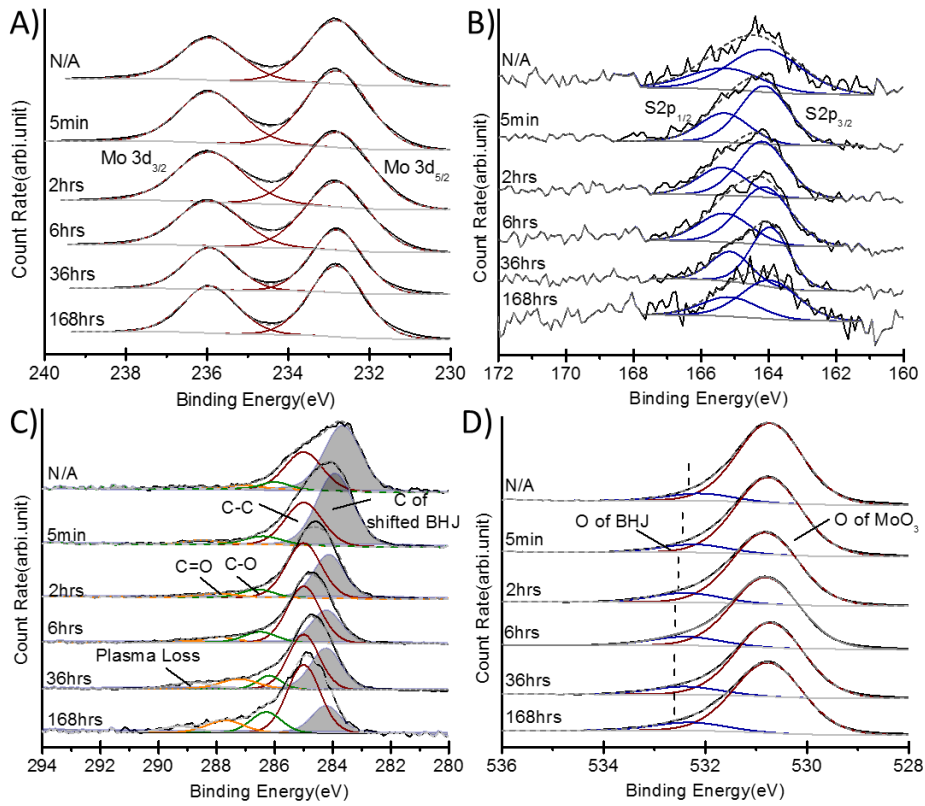 A)
N/A
5min
Mo 3d3/2
Mo 3d5/2
2hrs
6hrs
36hrs
168hrs
Count Rate(arbi.unit)
240 238 236 234 232 230
Binding Energy(eV)
B)
N/A
S2p1/2
S2p3/2
5min
2hrs
6hrs
36hrs
168hrs
Count Rate(arbi.unit)
172 170 168 166 164 162 160
Binding Energy(eV)
C)
N/A
C-C
C of
shifted BHJ
5min
C=O
C-O
2hrs
6hrs
Plasma Loss
36hrs
168hrs
Count Rate(arbi.unit)
294 292 290 288 286 284 282 280
Binding Energy(eV)
D)
N/A
O of BHJ
O of MoO3
5min
2hrs
6hrs
36hrs
168hrs
Count Rate(arbi.unit)
536 534 532 530 528
Binding Energy(eV)